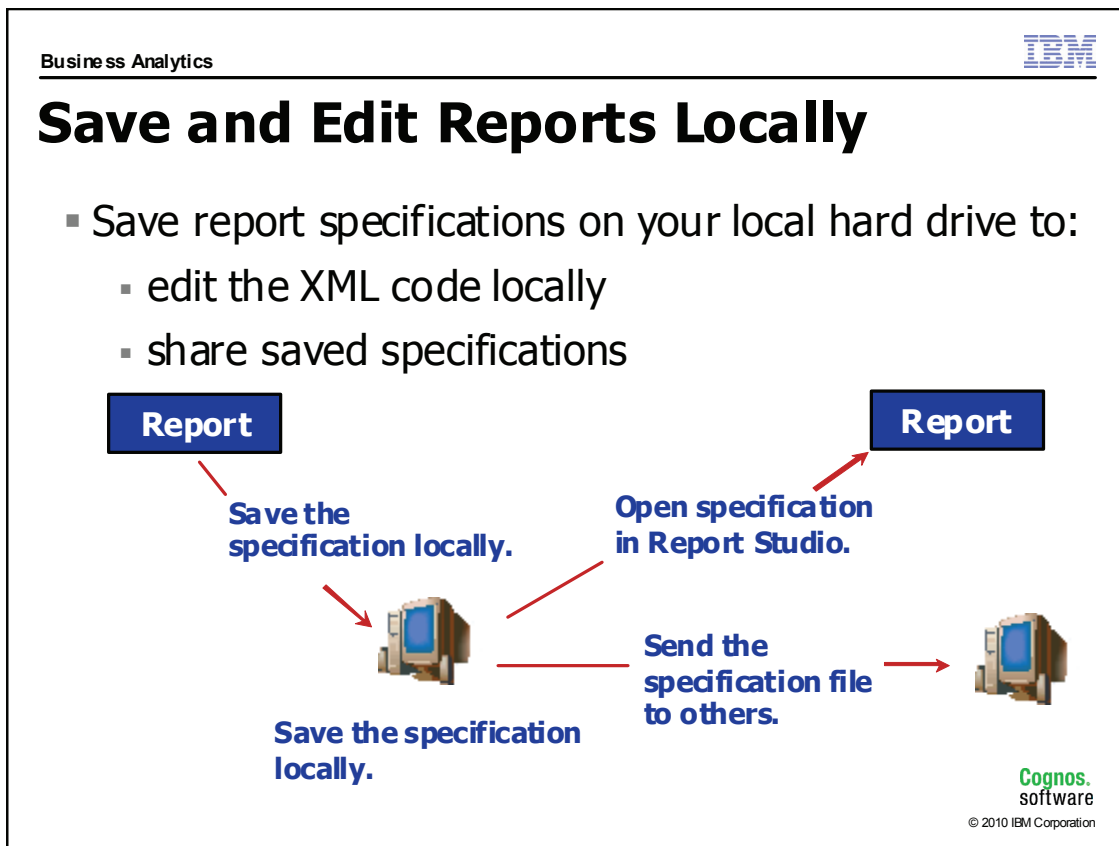 Business Analytics
IBM
Save and Edit Reports Locally
Save report specifications on your local hard drive to:
edit the XML code locally
share saved specifications
Report
Report
Save the
specification locally.
Open specification
in Report Studio.
Send the
specification file
to others.
Save the specification
locally.
Cognos.
software
© 2010 IBM Corporation